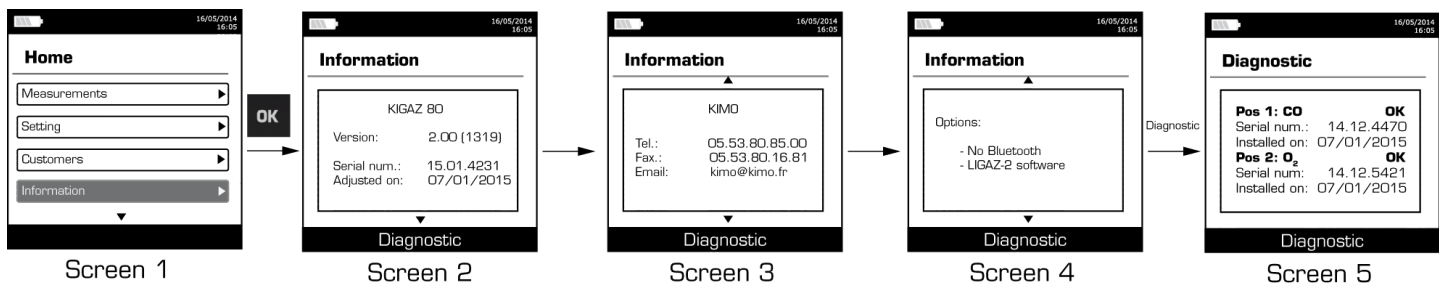 16/05/2014
16:05
Home
Measurements
Setting
Customers
Information
Screen 1
OK
16/05/2014
16:05
Information
KIGAZ 80
Version: 2.00 (1319)
Serial num.: 15.01.4231
Adjusted on: 07/01/2015
Diagnostic
Screen 2
16/05/2014
16:05
Information
KIMO
Tel.: 05.53.80.85.00
Fax.: 05.53.80.16.81
Email: kimo@kimo.fr
Diagnostic
Screen 3
16/05/2014
16:05
Information
Options:
- No Bluetooth
- LIGAZ-2 software
Diagnostic
Screen 4
Diagnostic
16/05/2014
16:05
Diagnostic
Pos 1: CO OK
Serial num.: 14.12.4470
Installed on: 07/01/2015
Pos 2: O₂ OK
Serial num: 14.12.5421
Installed on: 07/01/2015
Diagnostic
Screen 5